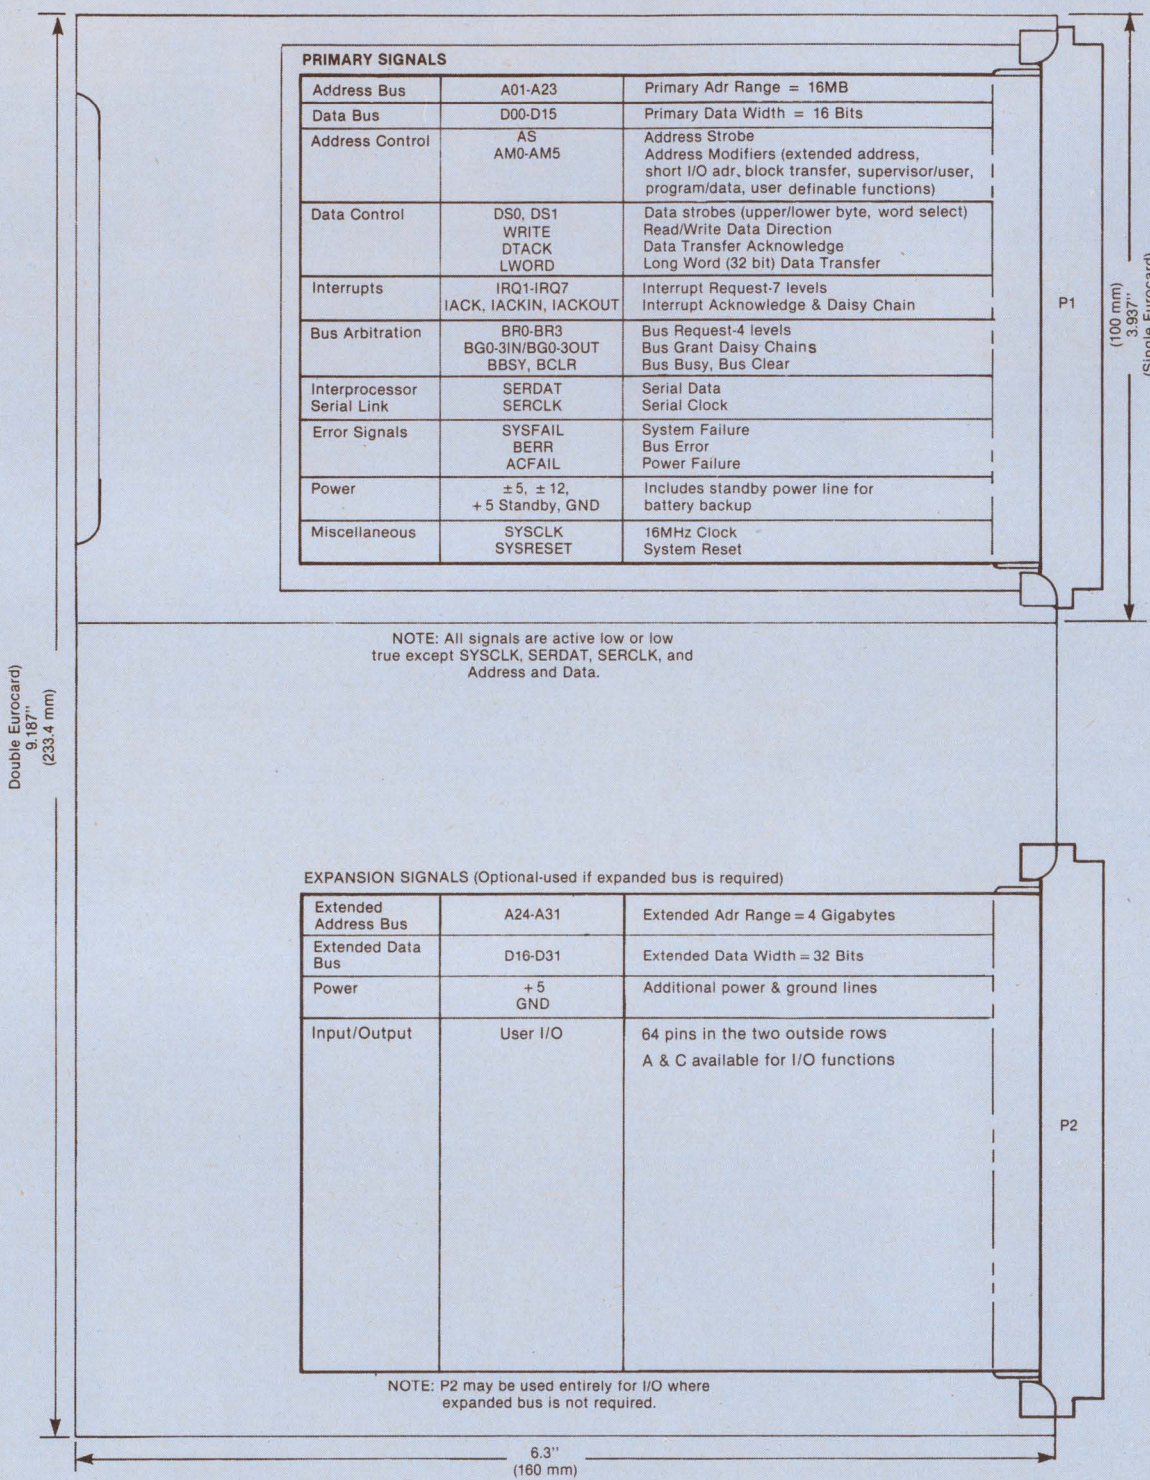 PRIMARY SIGNALS
Address Bus A01-A23 Primary Adr Range = 16MB
Data Bus D00-D15 Primary Data Width = 16 Bits
Address Control AS Address Strobe
AM0-AM5 Address Modifiers (extended address,
short I/O adr, block transfer, supervisor/user,
program/data, user definable functions)
Data Control DS0, DS1 Data strobes (upper/lower byte, word select)
WRITE Read/Write Data Direction
DTACK Data Transfer Acknowledge
LWORD Long Word (32 bit) Data Transfer
Interrupts IRQ1-IRQ7 Interrupt Request-7 levels
IACK, IACKIN, IACKOUT Interrupt Acknowledge & Daisy Chain
Bus Arbitration BR0-BR3 Bus Request-4 levels
BG0-3IN/BG0-3OUT Bus Grant Daisy Chains
BBSY, BCLR Bus Busy, Bus Clear
Interprocessor SERDAT Serial Data
Serial Link SERCLK Serial Clock
Error Signals SYSFAIL System Failure
BERR Bus Error
ACFAIL Power Failure
Power ±5, ±12, Includes standby power line for
+5 Standby, GND battery backup
Miscellaneous SYSCLK 16MHz Clock
SYSRESET System Reset
P1
(100 mm)
3.937"
(Single Eurocard)
NOTE: All signals are active low or low
true except SYSCLK, SERDAT, SERCLK, and
Address and Data.
Double Eurocard)
9.187"
(233.4 mm)
EXPANSION SIGNALS (Optional-used if expanded bus is required)
Extended
Address Bus A24-A31 Extended Adr Range = 4 Gigabytes
Extended Data
Bus D16-D31 Extended Data Width = 32 Bits
Power +5 Additional power & ground lines
GND
Input/Output User I/O 64 pins in the two outside rows
A & C available for I/O functions
P2
NOTE: P2 may be used entirely for I/O where
expanded bus is not required.
6.3"
(160 mm)